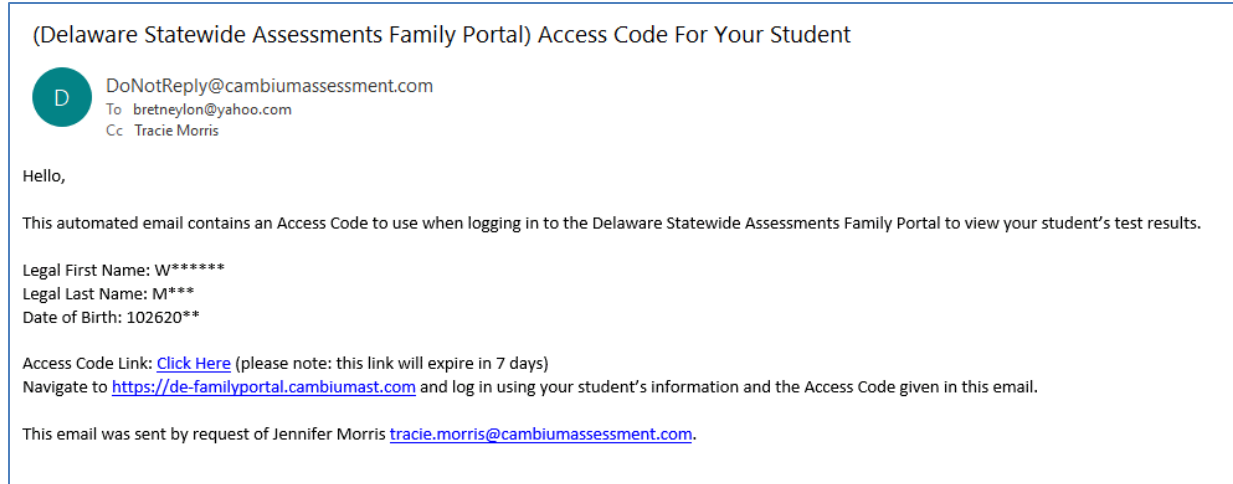 (Delaware Statewide Assessments Family Portal) Access Code For Your Student
D
DoNotReply@cambiumassessment.com
To bretneylon@yahoo.com
Cc Tracie Morris
Hello,
This automated email contains an Access Code to use when logging in to the Delaware Statewide Assessments Family Portal to view your student’s test results.
Legal First Name: W******
Legal Last Name: M***
Date of Birth: 102620**
Access Code Link: Click Here (please note: this link will expire in 7 days)
Navigate to https://de-familyportal.cambiumast.com and log in using your student’s information and the Access Code given in this email.
This email was sent by request of Jennifer Morris tracie.morris@cambiumassessment.com.